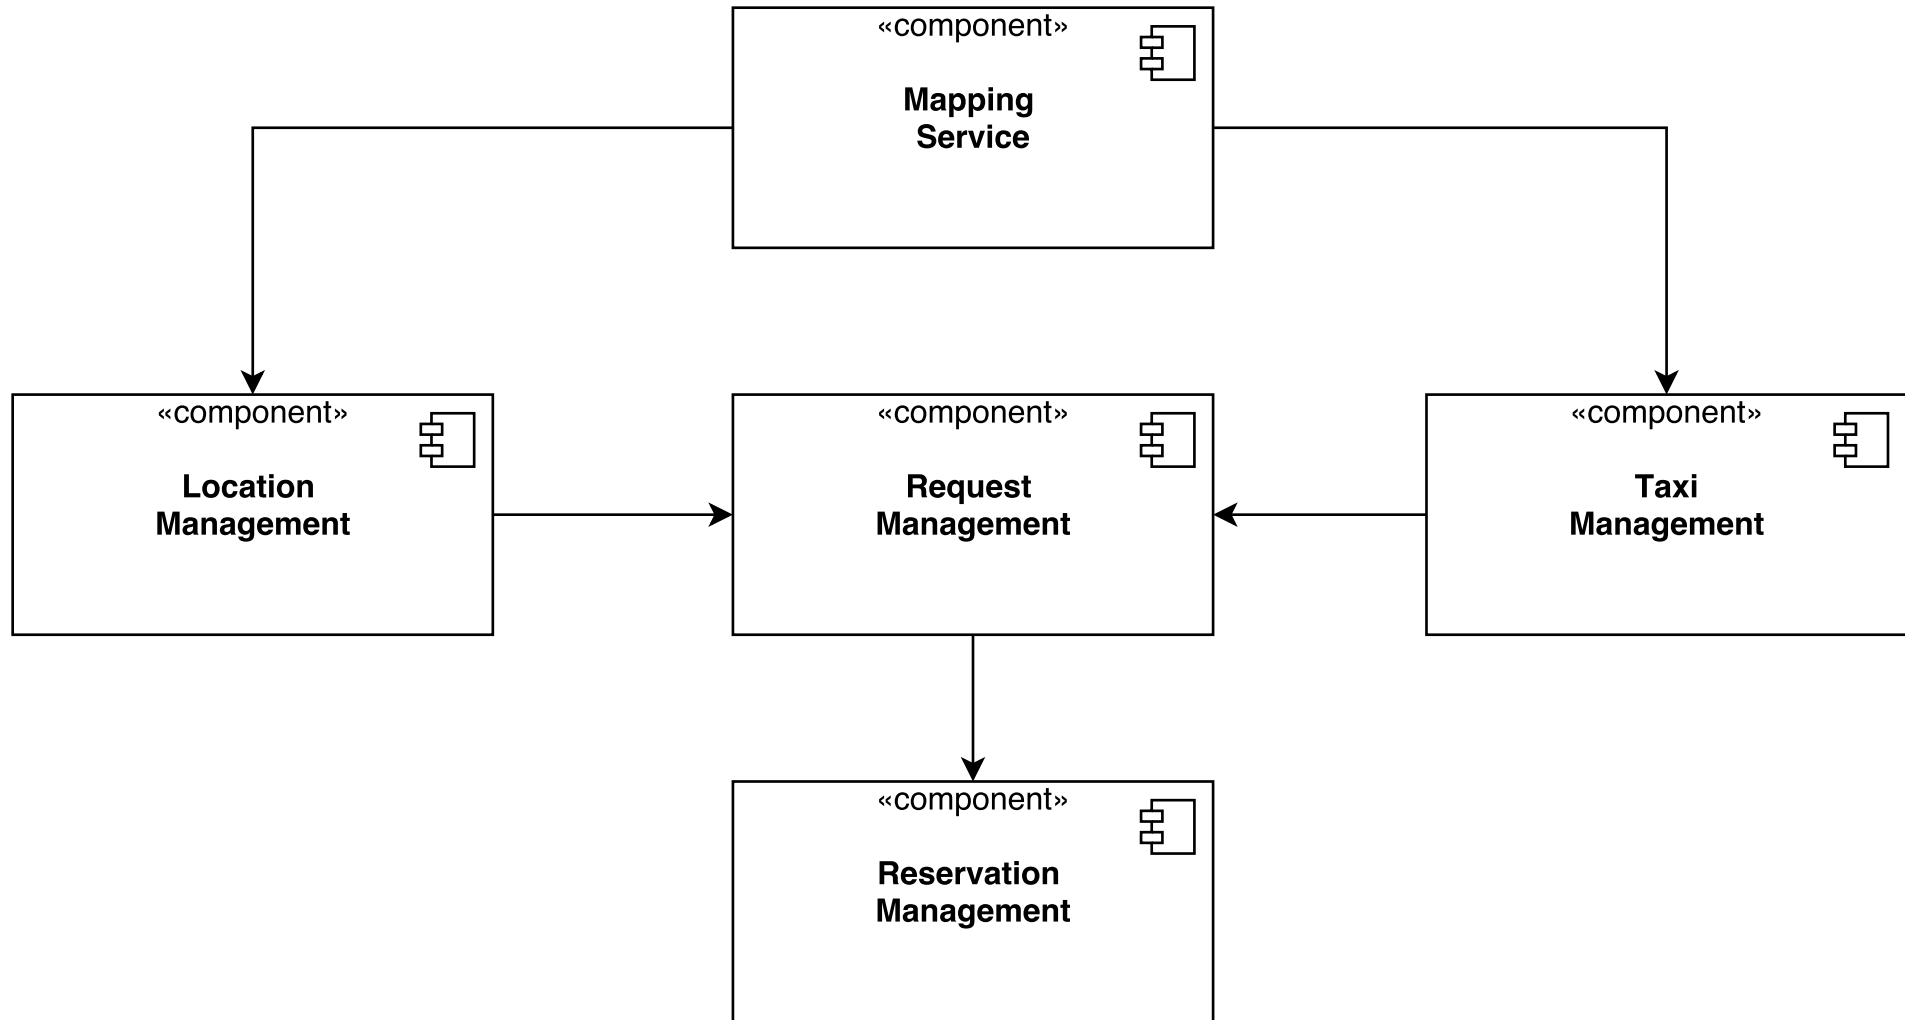 «component»
Mapping
Service
«component»
Location
Management
«component»
Request
Management
«component»
Taxi
Management
«component»
Reservation
Management